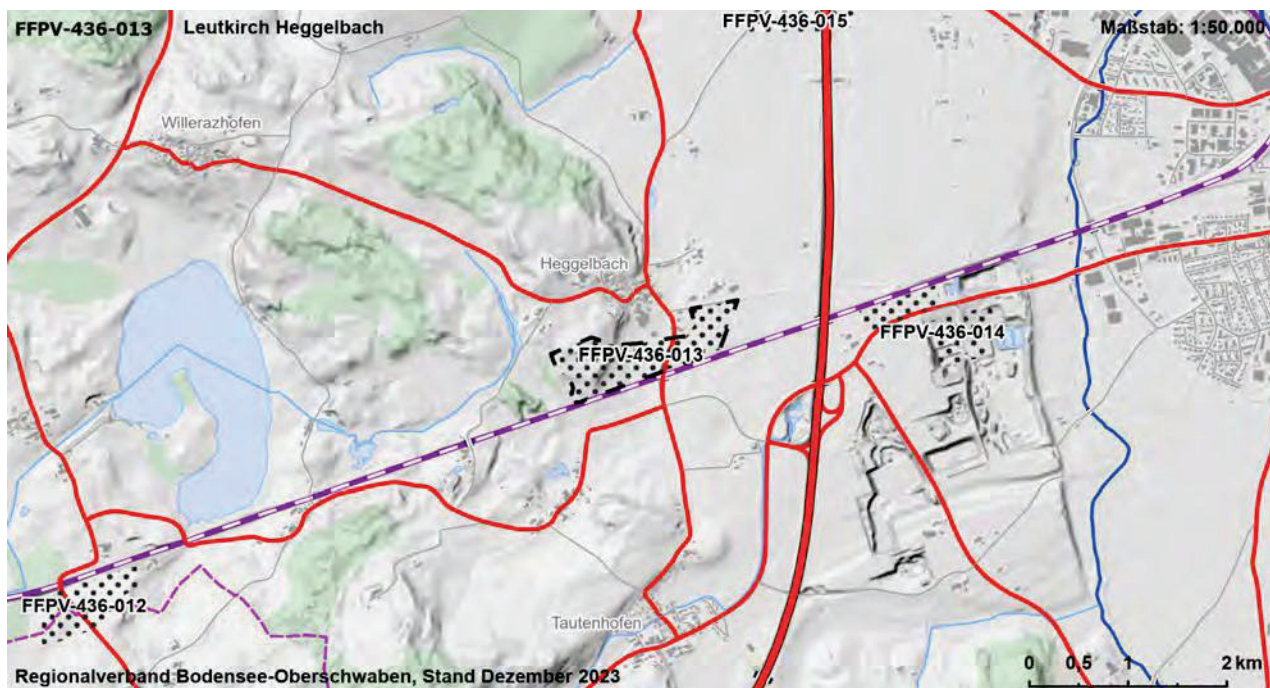 FFPV-436-013 Leutkirch Heggelbach
FFPV-436-015
Maßstab: 1:50.000
Willerazhofen
Heggelbach
FFPV-436-013
FFPV-436-014
FFPV-436-012
Tautenhofen
0 0.5 1 2 km
Regionalverband Bodensee-Oberschwaben, Stand Dezember 2023